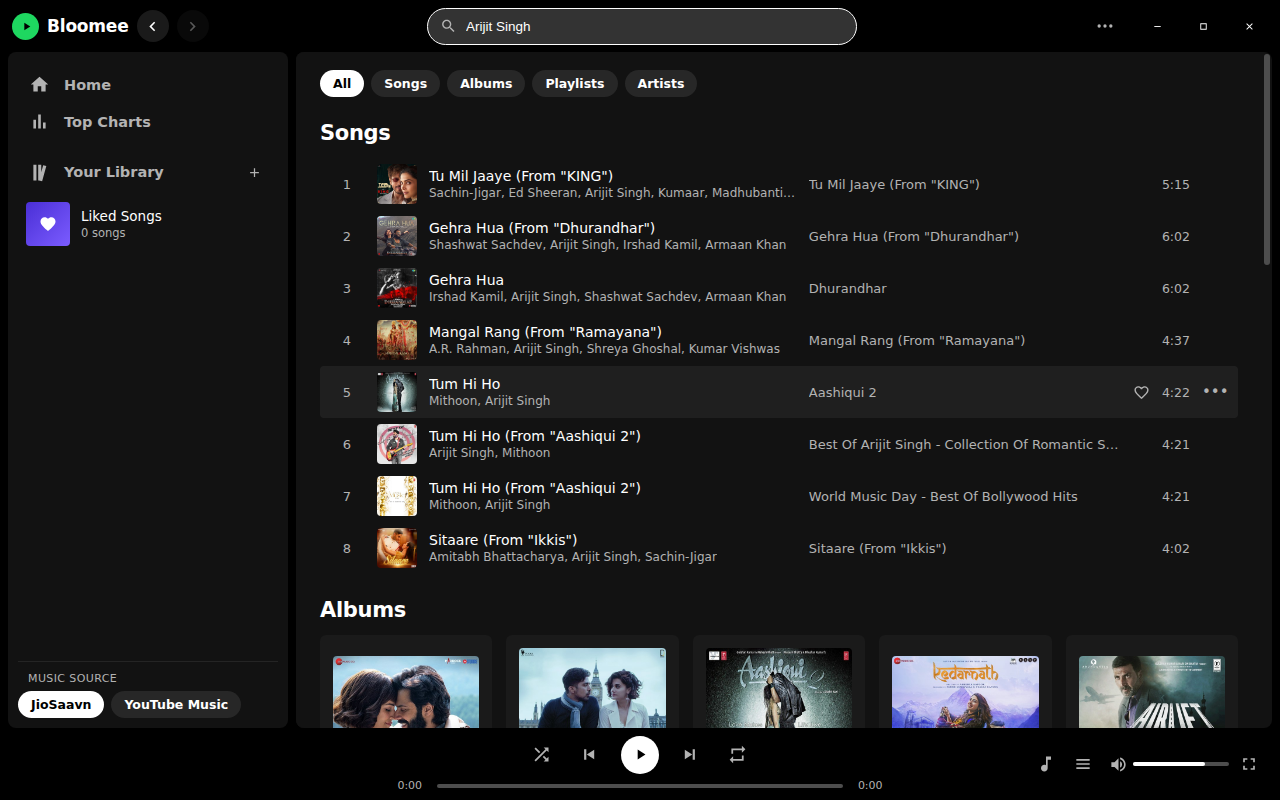 Bloomee
Arijit Singh
Home
Top Charts
Your Library
Liked Songs
0 songs
MUSIC SOURCE
JioSaavn
YouTube Music
All
Songs
Albums
Playlists
Artists
Songs
1
Tu Mil Jaaye (From "KING")
Sachin-Jigar, Ed Sheeran, Arijit Singh, Kumaar, Madhubanti...
Tu Mil Jaaye (From "KING")
5:15
2
Gehra Hua (From "Dhurandhar")
Shashwat Sachdev, Arijit Singh, Irshad Kamil, Armaan Khan
Gehra Hua (From "Dhurandhar")
6:02
3
Gehra Hua
Irshad Kamil, Arijit Singh, Shashwat Sachdev, Armaan Khan
Dhurandhar
6:02
4
Mangal Rang (From "Ramayana")
A.R. Rahman, Arijit Singh, Shreya Ghoshal, Kumar Vishwas
Mangal Rang (From "Ramayana")
4:37
5
Tum Hi Ho
Mithoon, Arijit Singh
Aashiqui 2
4:22
6
Tum Hi Ho (From "Aashiqui 2")
Arijit Singh, Mithoon
Best Of Arijit Singh - Collection Of Romantic S...
4:21
7
Tum Hi Ho (From "Aashiqui 2")
Mithoon, Arijit Singh
World Music Day - Best Of Bollywood Hits
4:21
8
Sitaare (From "Ikkis")
Amitabh Bhattacharya, Arijit Singh, Sachin-Jigar
Sitaare (From "Ikkis")
4:02
Albums
Aashiqui
kedarnath
AIRLIFT
0:00
0:00